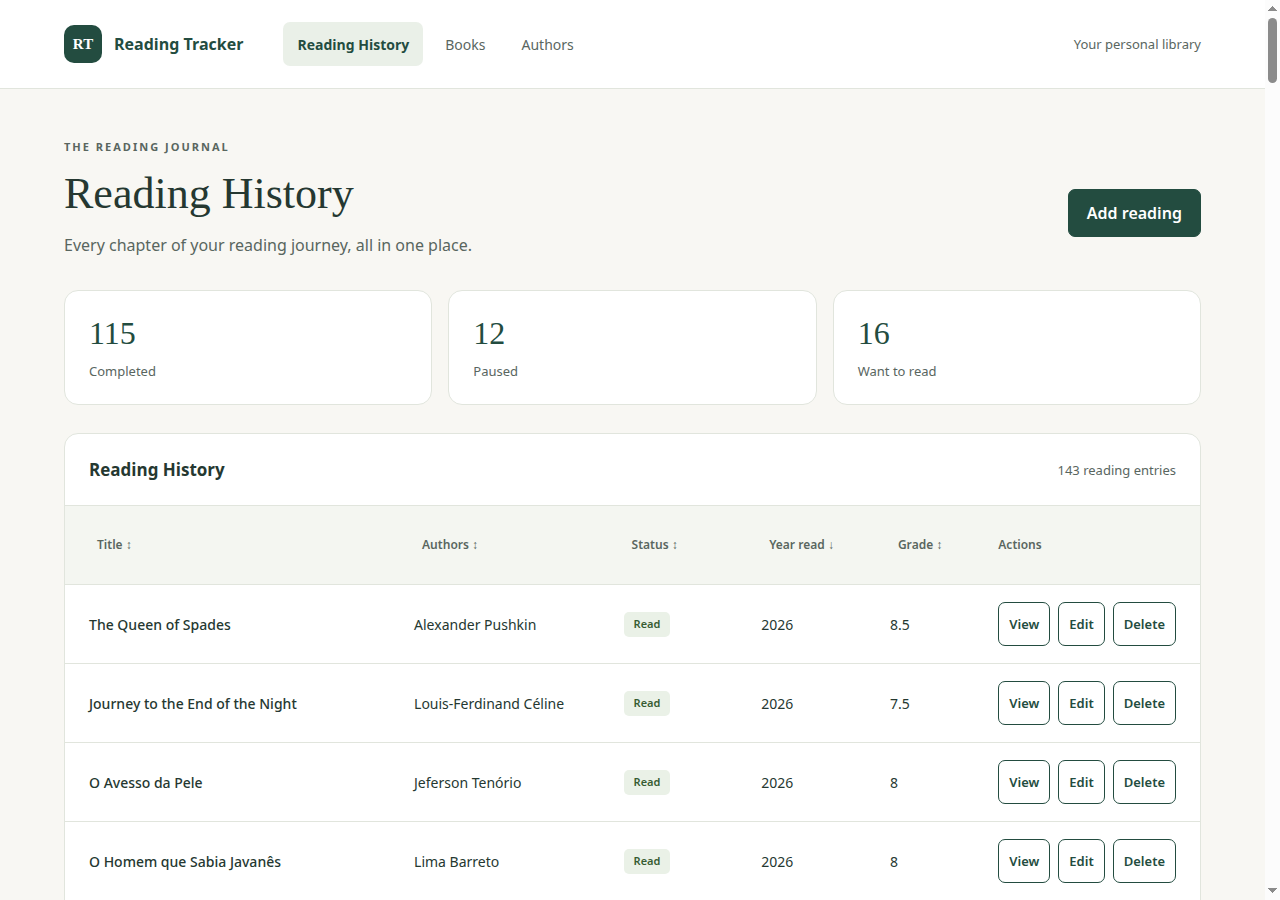 RT Reading Tracker Reading History Books Authors Your personal library
THE READING JOURNAL
Reading History
Add reading
Every chapter of your reading journey, all in one place.
115 12 16
Completed Paused Want to read
Reading History 143 reading entries
Title ↕ Authors ↕ Status ↕ Year read ↓ Grade ↕ Actions
The Queen of Spades Alexander Pushkin Read 2026 8.5 View Edit Delete
Journey to the End of the Night Louis-Ferdinand Céline Read 2026 7.5 View Edit Delete
O Avesso da Pele Jeferson Tenório Read 2026 8 View Edit Delete
O Homem que Sabia Javanês Lima Barreto Read 2026 8 View Edit Delete